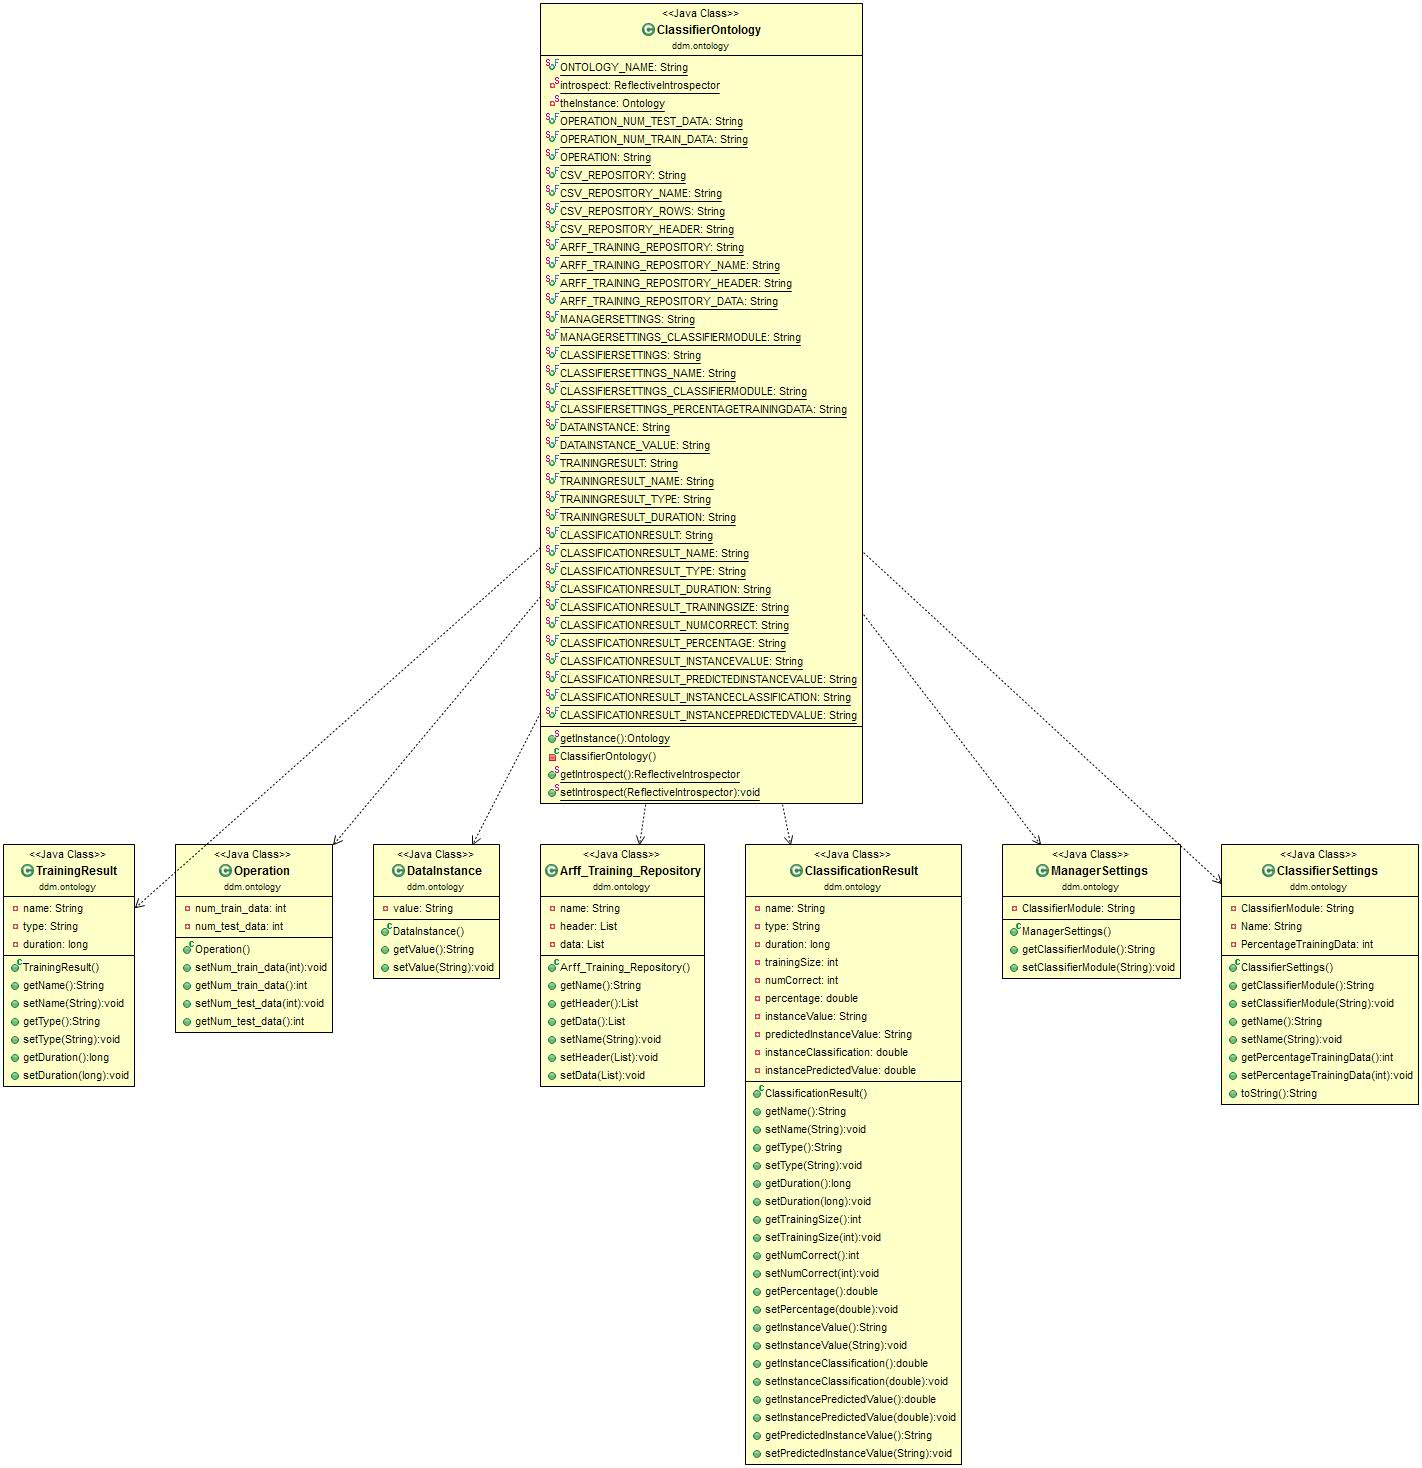 <<Java Class>>
ClassifierOntology
ddm.ontology
ONTOLOGY_NAME: String
introspect: ReflectiveIntrospector
theInstance: Ontology
OPERATION_NUM_TEST_DATA: String
OPERATION_NUM_TRAIN_DATA: String
OPERATION: String
CSV_REPOSITORY: String
CSV_REPOSITORY_NAME: String
CSV_REPOSITORY_ROWS: String
CSV_REPOSITORY_HEADER: String
ARFF_TRAINING_REPOSITORY: String
ARFF_TRAINING_REPOSITORY_NAME: String
ARFF_TRAINING_REPOSITORY_HEADER: String
ARFF_TRAINING_REPOSITORY_DATA: String
MANAGERSETTINGS: String
MANAGERSETTINGS_CLASSIFIERMODULE: String
CLASSIFIERSETTINGS: String
CLASSIFIERSETTINGS_NAME: String
CLASSIFIERSETTINGS_CLASSIFIERMODULE: String
CLASSIFIERSETTINGS_PERCENTAGETRAININGDATA: String
DATAINSTANCE: String
DATAINSTANCE_VALUE: String
TRAININGRESULT: String
TRAININGRESULT_NAME: String
TRAININGRESULT_TYPE: String
TRAININGRESULT_DURATION: String
CLASSIFICATIONRESULT: String
CLASSIFICATIONRESULT_NAME: String
CLASSIFICATIONRESULT_TYPE: String
CLASSIFICATIONRESULT_DURATION: String
CLASSIFICATIONRESULT_TRAININGSIZE: String
CLASSIFICATIONRESULT_NUMCORRECT: String
CLASSIFICATIONRESULT_PERCENTAGE: String
CLASSIFICATIONRESULT_INSTANCEVALUE: String
CLASSIFICATIONRESULT_PREDICTEDINSTANCEVALUE: String
CLASSIFICATIONRESULT_INSTANCECLASSIFICATION: String
CLASSIFICATIONRESULT_INSTANCEPREDICTEDVALUE: String
getInstance():Ontology
ClassifierOntology()
getIntrospect():ReflectiveIntrospector
setIntrospect(ReflectiveIntrospector):void
<<Java Class>>
TrainingResult
ddm.ontology
name: String
type: String
duration: long
TrainingResult()
getName():String
setName(String):void
getType():String
setType(String):void
getDuration():long
setDuration(long):void
<<Java Class>>
Operation
ddm.ontology
num_train_data: int
num_test_data: int
Operation()
setNum_train_data(int):void
getNum_train_data():int
setNum_test_data(int):void
getNum_test_data():int
<<Java Class>>
DataInstance
ddm.ontology
value: String
DataInstance()
getValue():String
setValue(String):void
<<Java Class>>
Arff_Training_Repository
ddm.ontology
name: String
header: List
data: List
Arff_Training_Repository()
getName():String
getHeader():List
getData():List
setName(String):void
setHeader(List):void
setData(List):void
<<Java Class>>
ClassificationResult
ddm.ontology
name: String
type: String
duration: long
trainingSize: int
numCorrect: int
percentage: double
instanceValue: String
predictedInstanceValue: String
instanceClassification: double
instancePredictedValue: double
ClassificationResult()
getName():String
setName(String):void
getType():String
setType(String):void
getDuration():long
setDuration(long):void
getTrainingSize():int
setTrainingSize(int):void
getNumCorrect():int
setNumCorrect(int):void
getPercentage():double
setPercentage(double):void
getInstanceValue():String
setInstanceValue(String):void
getInstanceClassification():double
setInstanceClassification(double):void
getInstancePredictedValue():double
setInstancePredictedValue(double):void
getPredictedInstanceValue():String
setPredictedInstanceValue(String):void
<<Java Class>>
ManagerSettings
ddm.ontology
ClassifierModule: String
ManagerSettings()
getClassifierModule():String
setClassifierModule(String):void
<<Java Class>>
ClassifierSettings
ddm.ontology
ClassifierModule: String
Name: String
PercentageTrainingData: int
ClassifierSettings()
getClassifierModule():String
setClassifierModule(String):void
getName():String
setName(String):void
getPercentageTrainingData():int
setPercentageTrainingData(int):void
toString():String